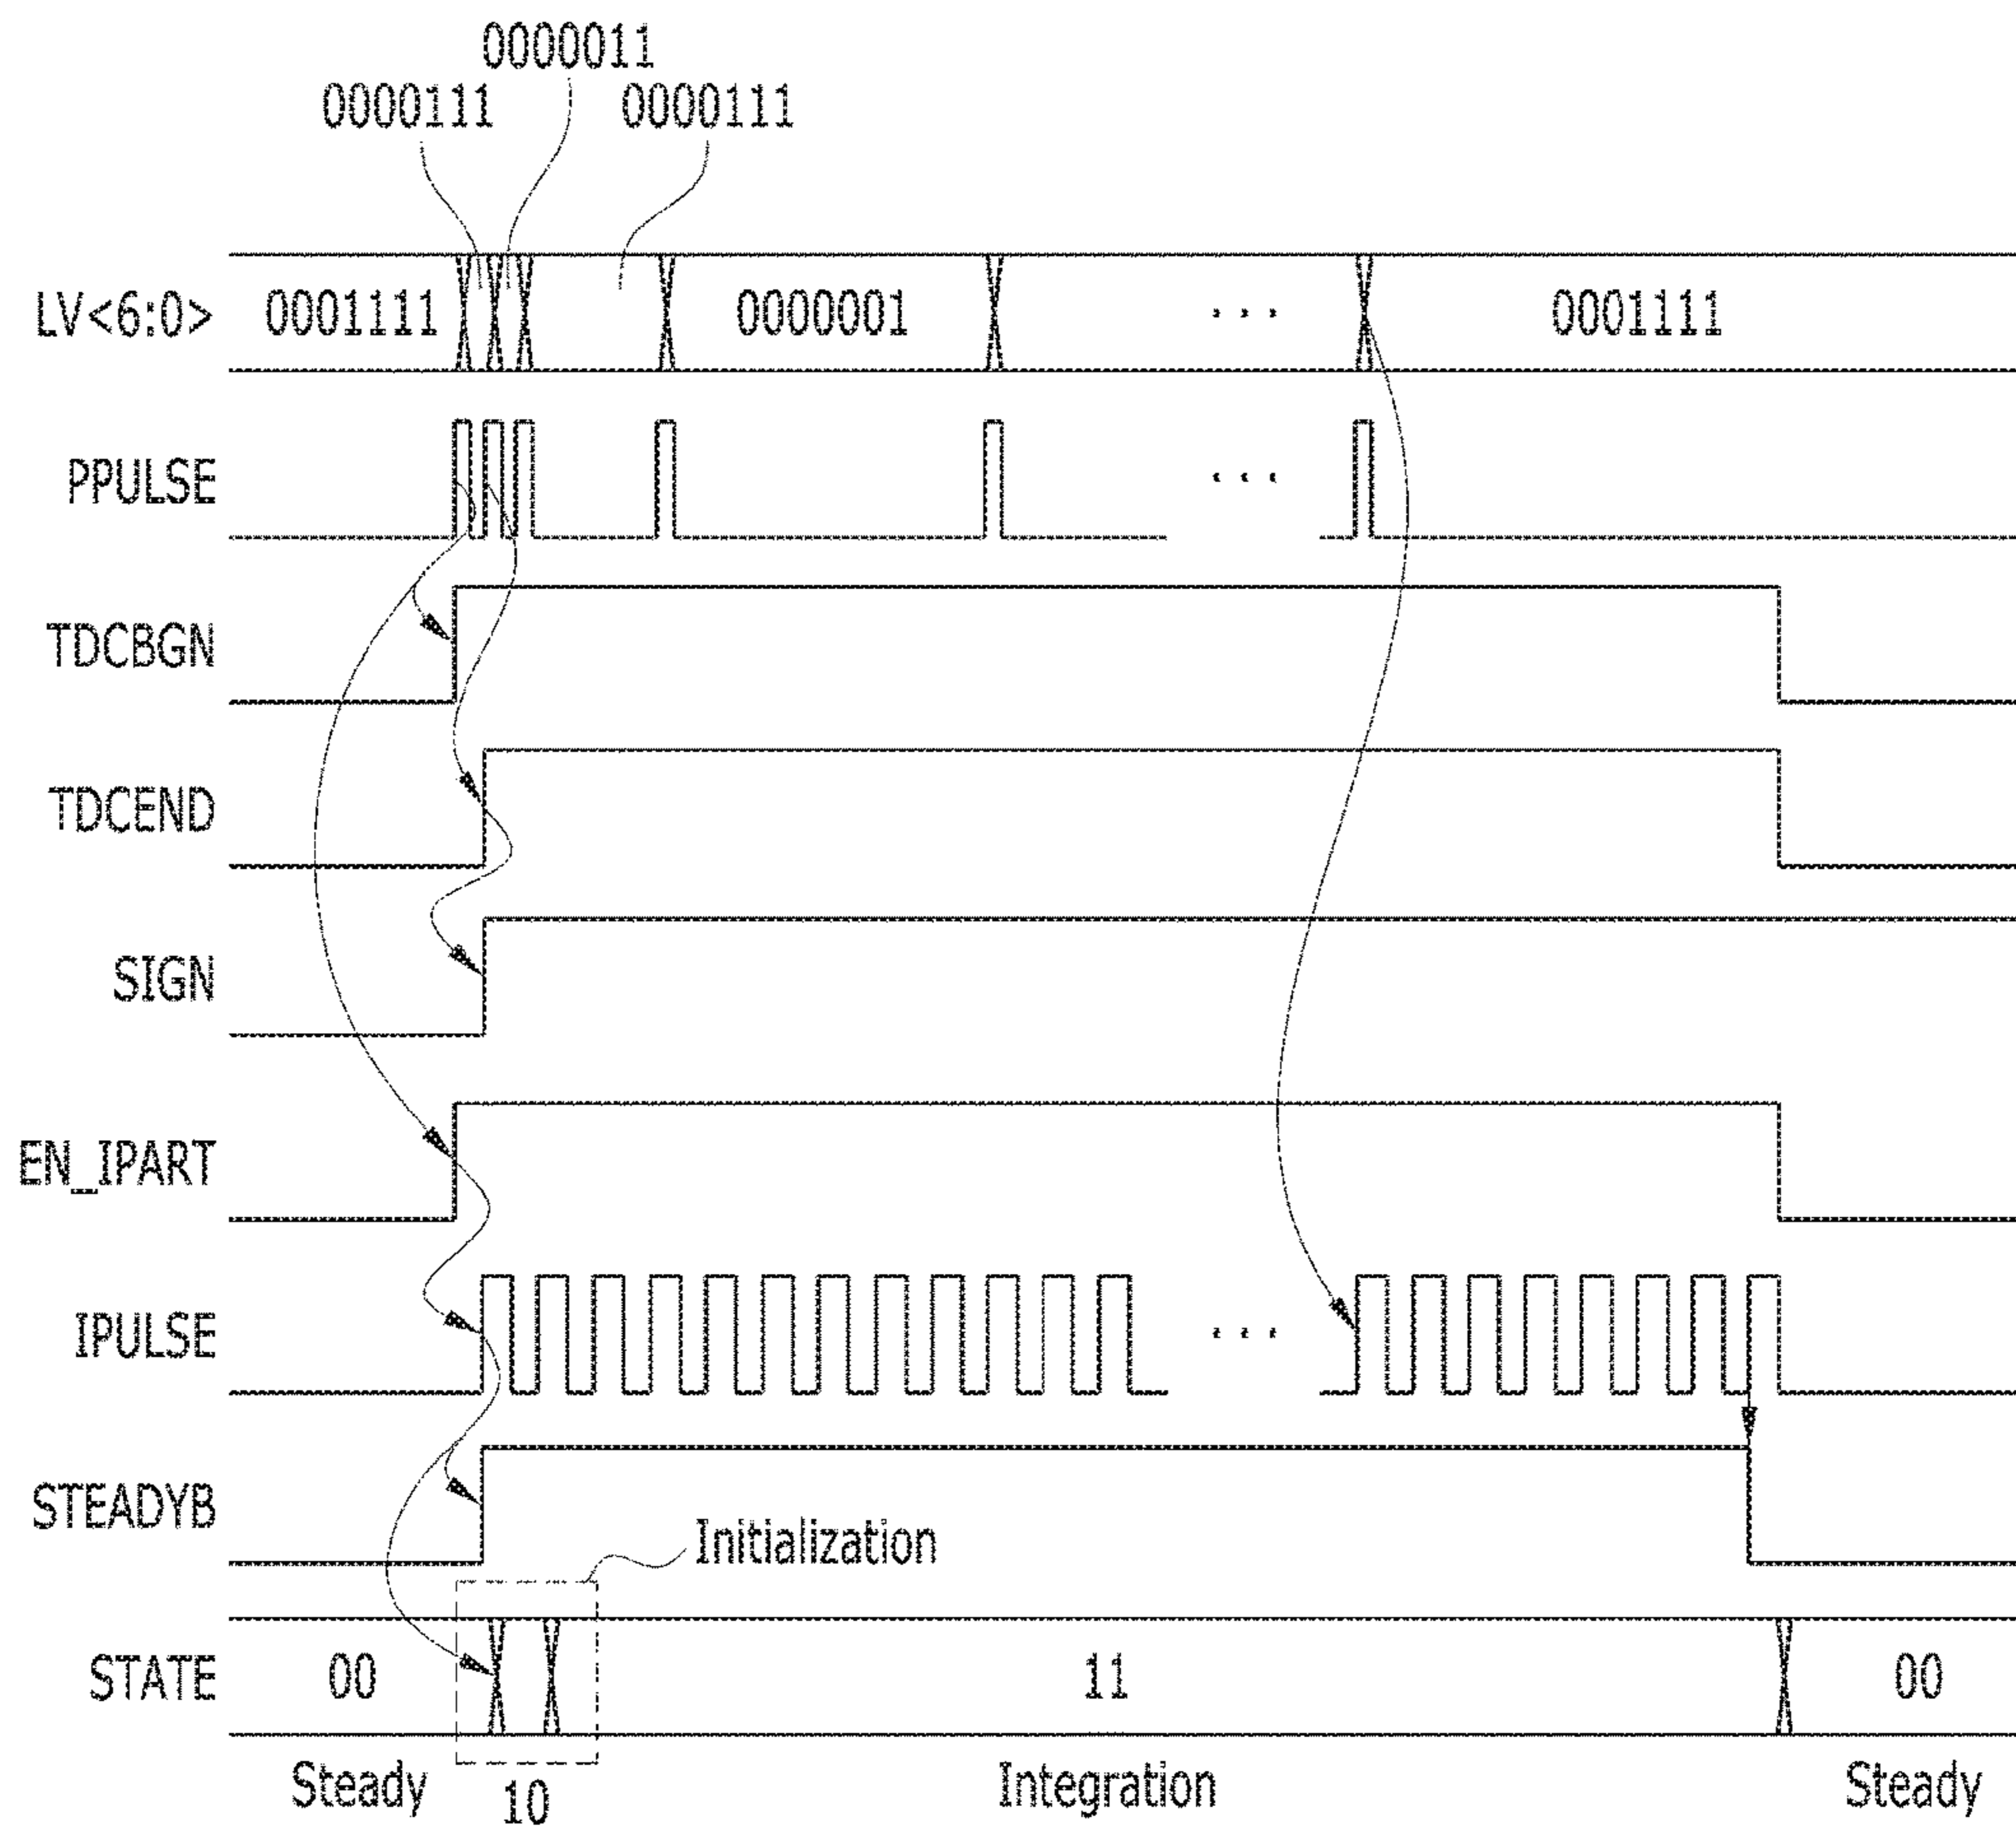 0000011
0000111 0000111
LV<6:0> 0001111 0000001 ... 0001111
PPULSE ...
TDCBGN
TDCEND
SIGN
EN_IPART
IPULSE ...
STEADYB
Initialization
STATE 00 11 00
Steady 10 Integration Steady